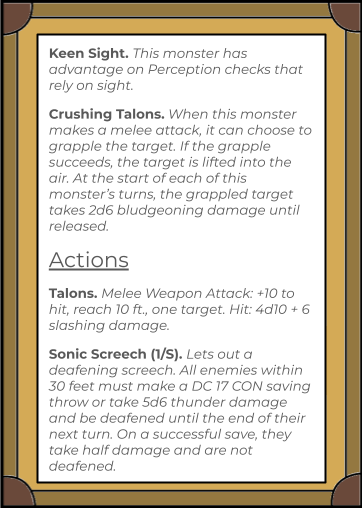 Keen Sight. This monster has
advantage on Perception checks that
rely on sight.
Crushing Talons. When this monster
makes a melee attack, it can choose to
grapple the target. If the grapple
succeeds, the target is lifted into the
air. At the start of each of this
monster’s turns, the grappled target
takes 2d6 bludgeoning damage until
released.
Actions
Talons. Melee Weapon Attack: +10 to
hit, reach 10 ft., one target. Hit: 4d10 + 6
slashing damage.
Sonic Screech (1/S). Lets out a
deafening screech. All enemies within
30 feet must make a DC 17 CON saving
throw or take 5d6 thunder damage
and be deafened until the end of their
next turn. On a successful save, they
take half damage and are not
deafened.